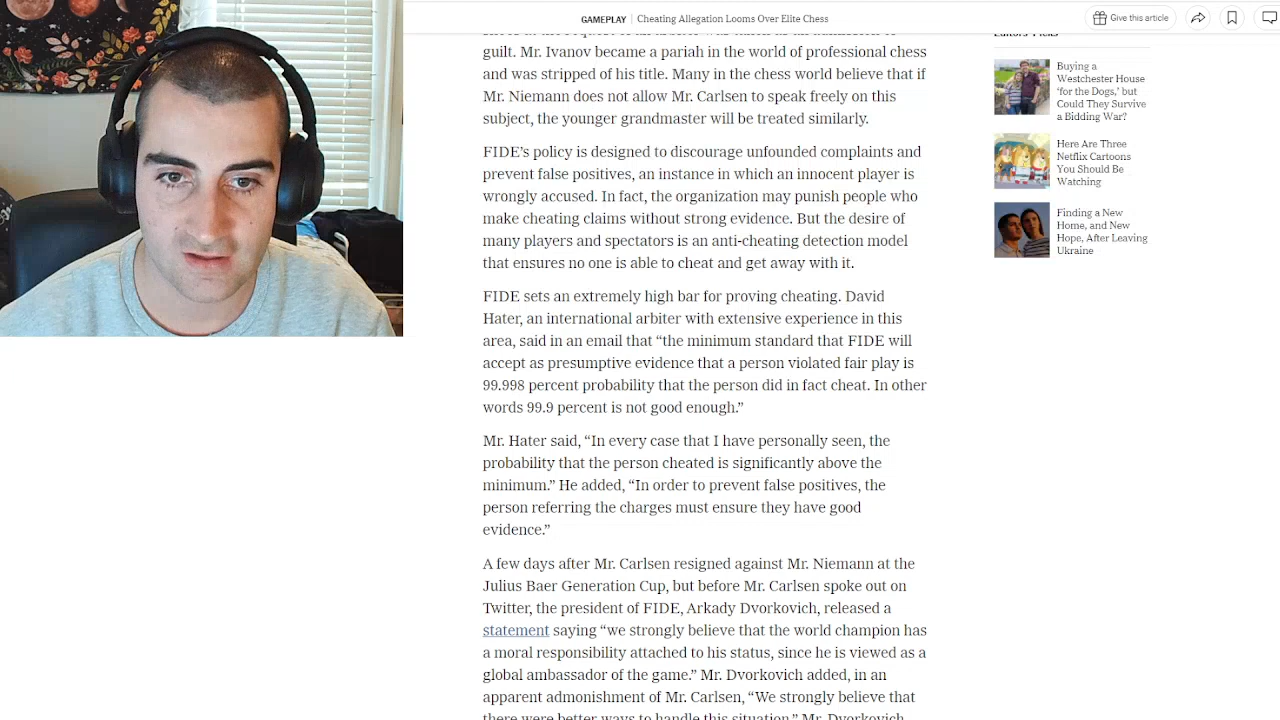 GAMEPLAY | Cheating Allegation Looms Over Elite Chess
Give this article
guilt. Mr. Ivanov became a pariah in the world of professional chess
and was stripped of his title. Many in the chess world believe that if
Mr. Niemann does not allow Mr. Carlsen to speak freely on this
subject, the younger grandmaster will be treated similarly.
FIDE’s policy is designed to discourage unfounded complaints and
prevent false positives, an instance in which an innocent player is
wrongly accused. In fact, the organization may punish people who
make cheating claims without strong evidence. But the desire of
many players and spectators is an anti-cheating detection model
that ensures no one is able to cheat and get away with it.
FIDE sets an extremely high bar for proving cheating. David
Hater, an international arbiter with extensive experience in this
area, said in an email that “the minimum standard that FIDE will
accept as presumptive evidence that a person violated fair play is
99.998 percent probability that the person did in fact cheat. In other
words 99.9 percent is not good enough.”
Mr. Hater said, “In every case that I have personally seen, the
probability that the person cheated is significantly above the
minimum.” He added, “In order to prevent false positives, the
person referring the charges must ensure they have good
evidence.”
A few days after Mr. Carlsen resigned against Mr. Niemann at the
Julius Baer Generation Cup, but before Mr. Carlsen spoke out on
Twitter, the president of FIDE, Arkady Dvorkovich, released a
statement saying “we strongly believe that the world champion has
a moral responsibility attached to his status, since he is viewed as a
global ambassador of the game.” Mr. Dvorkovich added, in an
apparent admonishment of Mr. Carlsen, “We strongly believe that
there were better ways to handle this situation.” Mr. Dvorkovich
Editors’ Picks
Buying a
Westchester House
‘for the Dogs,’ but
Could They Survive
a Bidding War?
Here Are Three
Netflix Cartoons
You Should Be
Watching
Finding a New
Home, and New
Hope, After Leaving
Ukraine